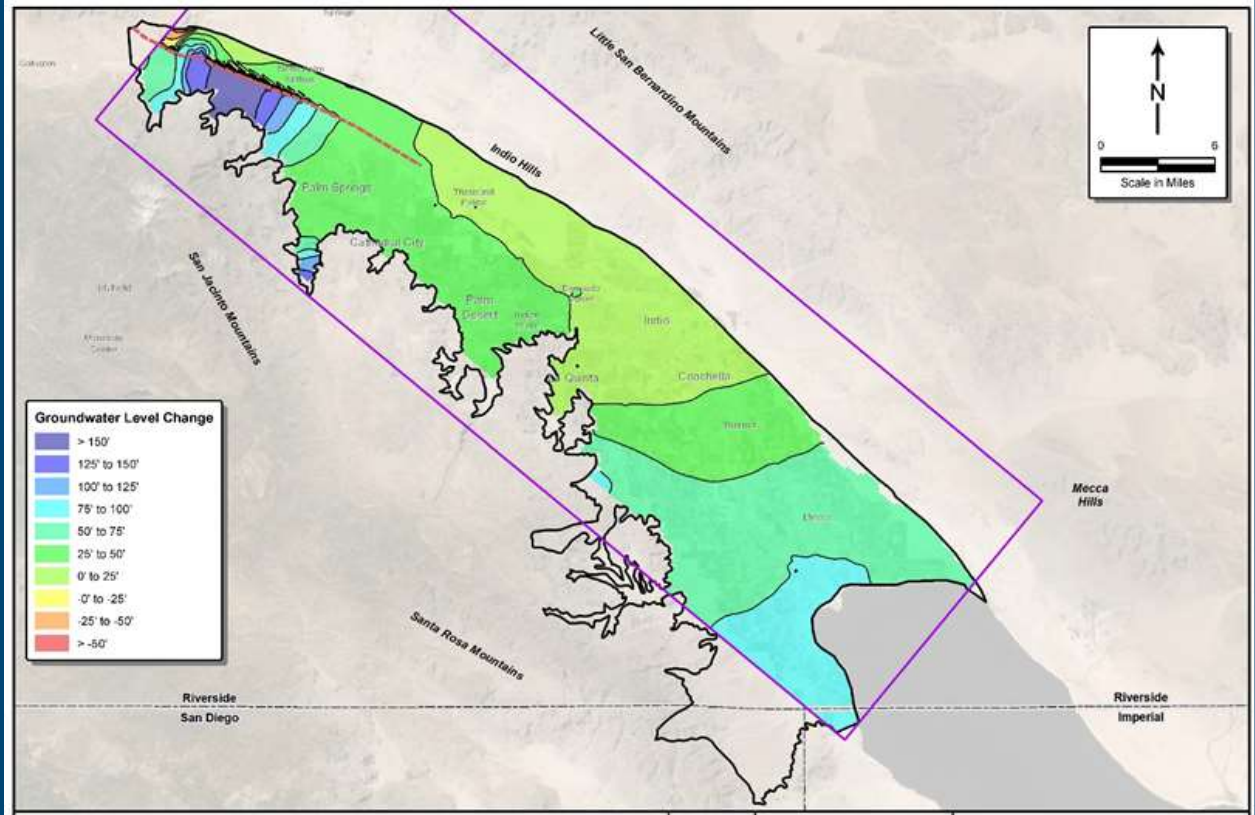 N
0 6
Scale in Miles
Little San Bernardino Mountains
Indio Hills
Palm Springs
Thousand
Cathedral City
San Jacinto Mountains
Palm
Desert
Indio
La Quinta
Coachella
Mecca
Hills
Groundwater Level Change
> 150'
125' to 150'
100' to 125'
75' to 100'
50' to 75'
25' to 50'
0' to 25'
-0' to -25'
-25' to -50'
> -50'
Santa Rosa Mountains
Riverside
San Diego
Riverside
Imperial